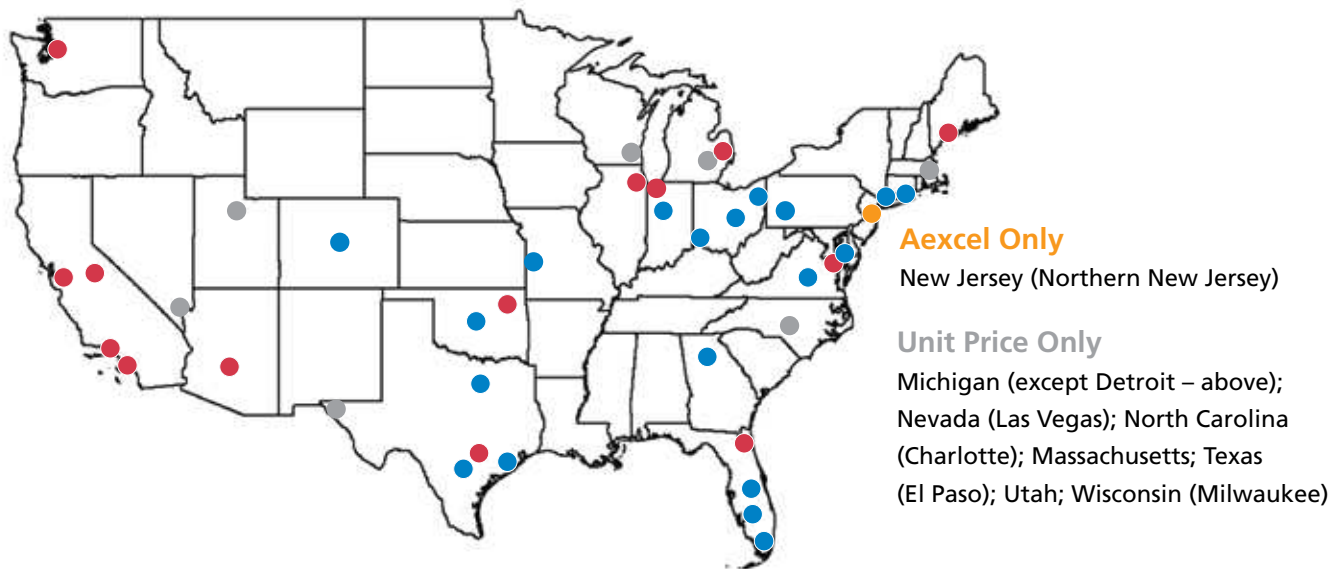 Aexcel Only
New Jersey (Northern New Jersey)
Unit Price Only
Michigan (except Detroit – above);
Nevada (Las Vegas); North Carolina
(Charlotte); Massachusetts; Texas
(El Paso); Utah; Wisconsin (Milwaukee)